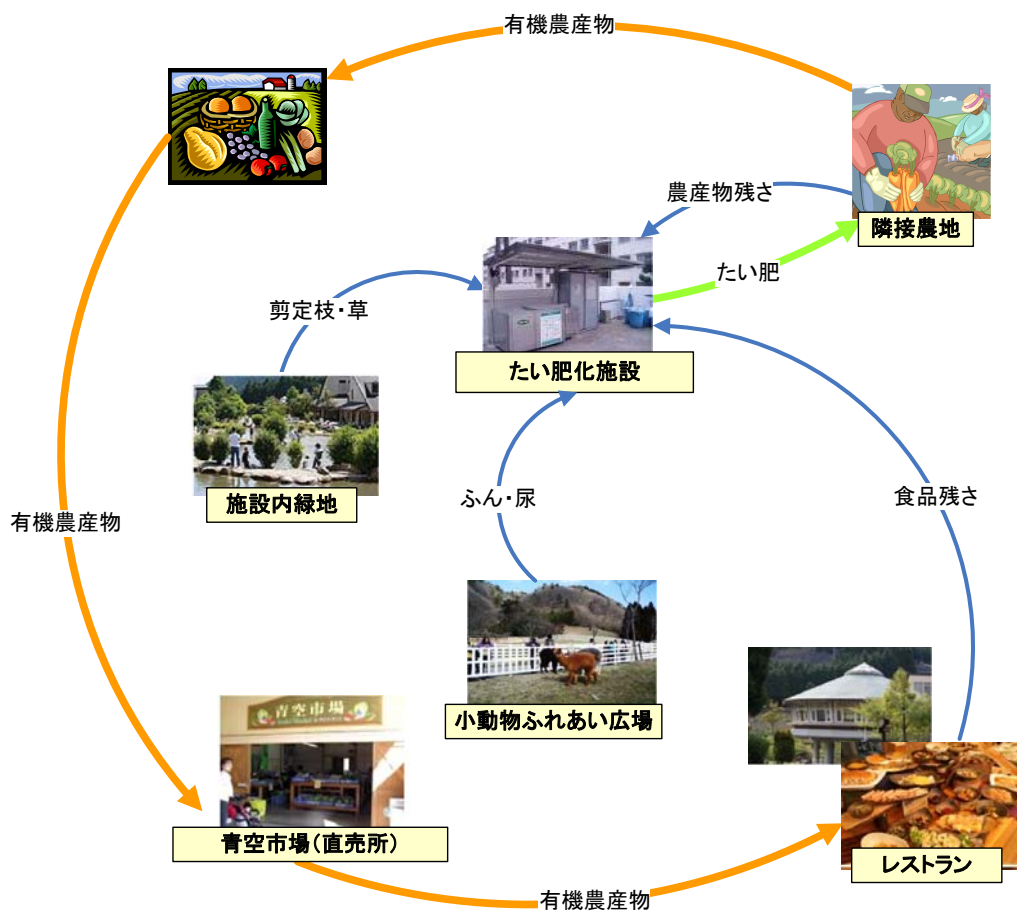 有機農産物
農産物残さ
隣接農地
たい肥
剪定枝・草
たい肥化施設
施設内緑地
ふん・尿
食品残さ
有機農産物
小動物ふれあい広場
青空市場
青空市場（直売所）
レストラン
有機農産物